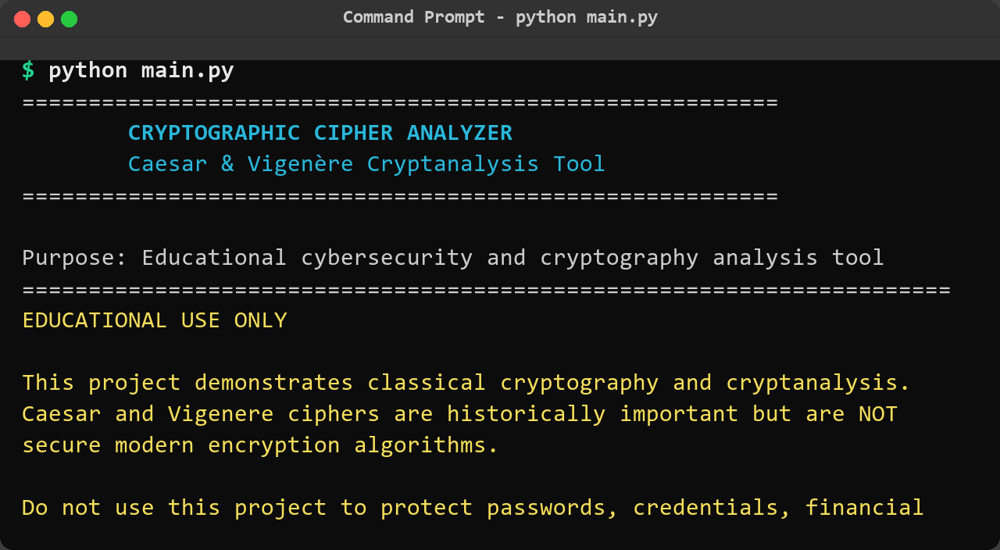 Command Prompt - python main.py
$ python main.py
=========================================================
CRYPTOGRAPHIC CIPHER ANALYZER
Caesar & Vigenère Cryptanalysis Tool
=========================================================
Purpose: Educational cybersecurity and cryptography analysis tool
======================================================================
EDUCATIONAL USE ONLY
This project demonstrates classical cryptography and cryptanalysis.
Caesar and Vigenere ciphers are historically important but are NOT
secure modern encryption algorithms.
Do not use this project to protect passwords, credentials, financial